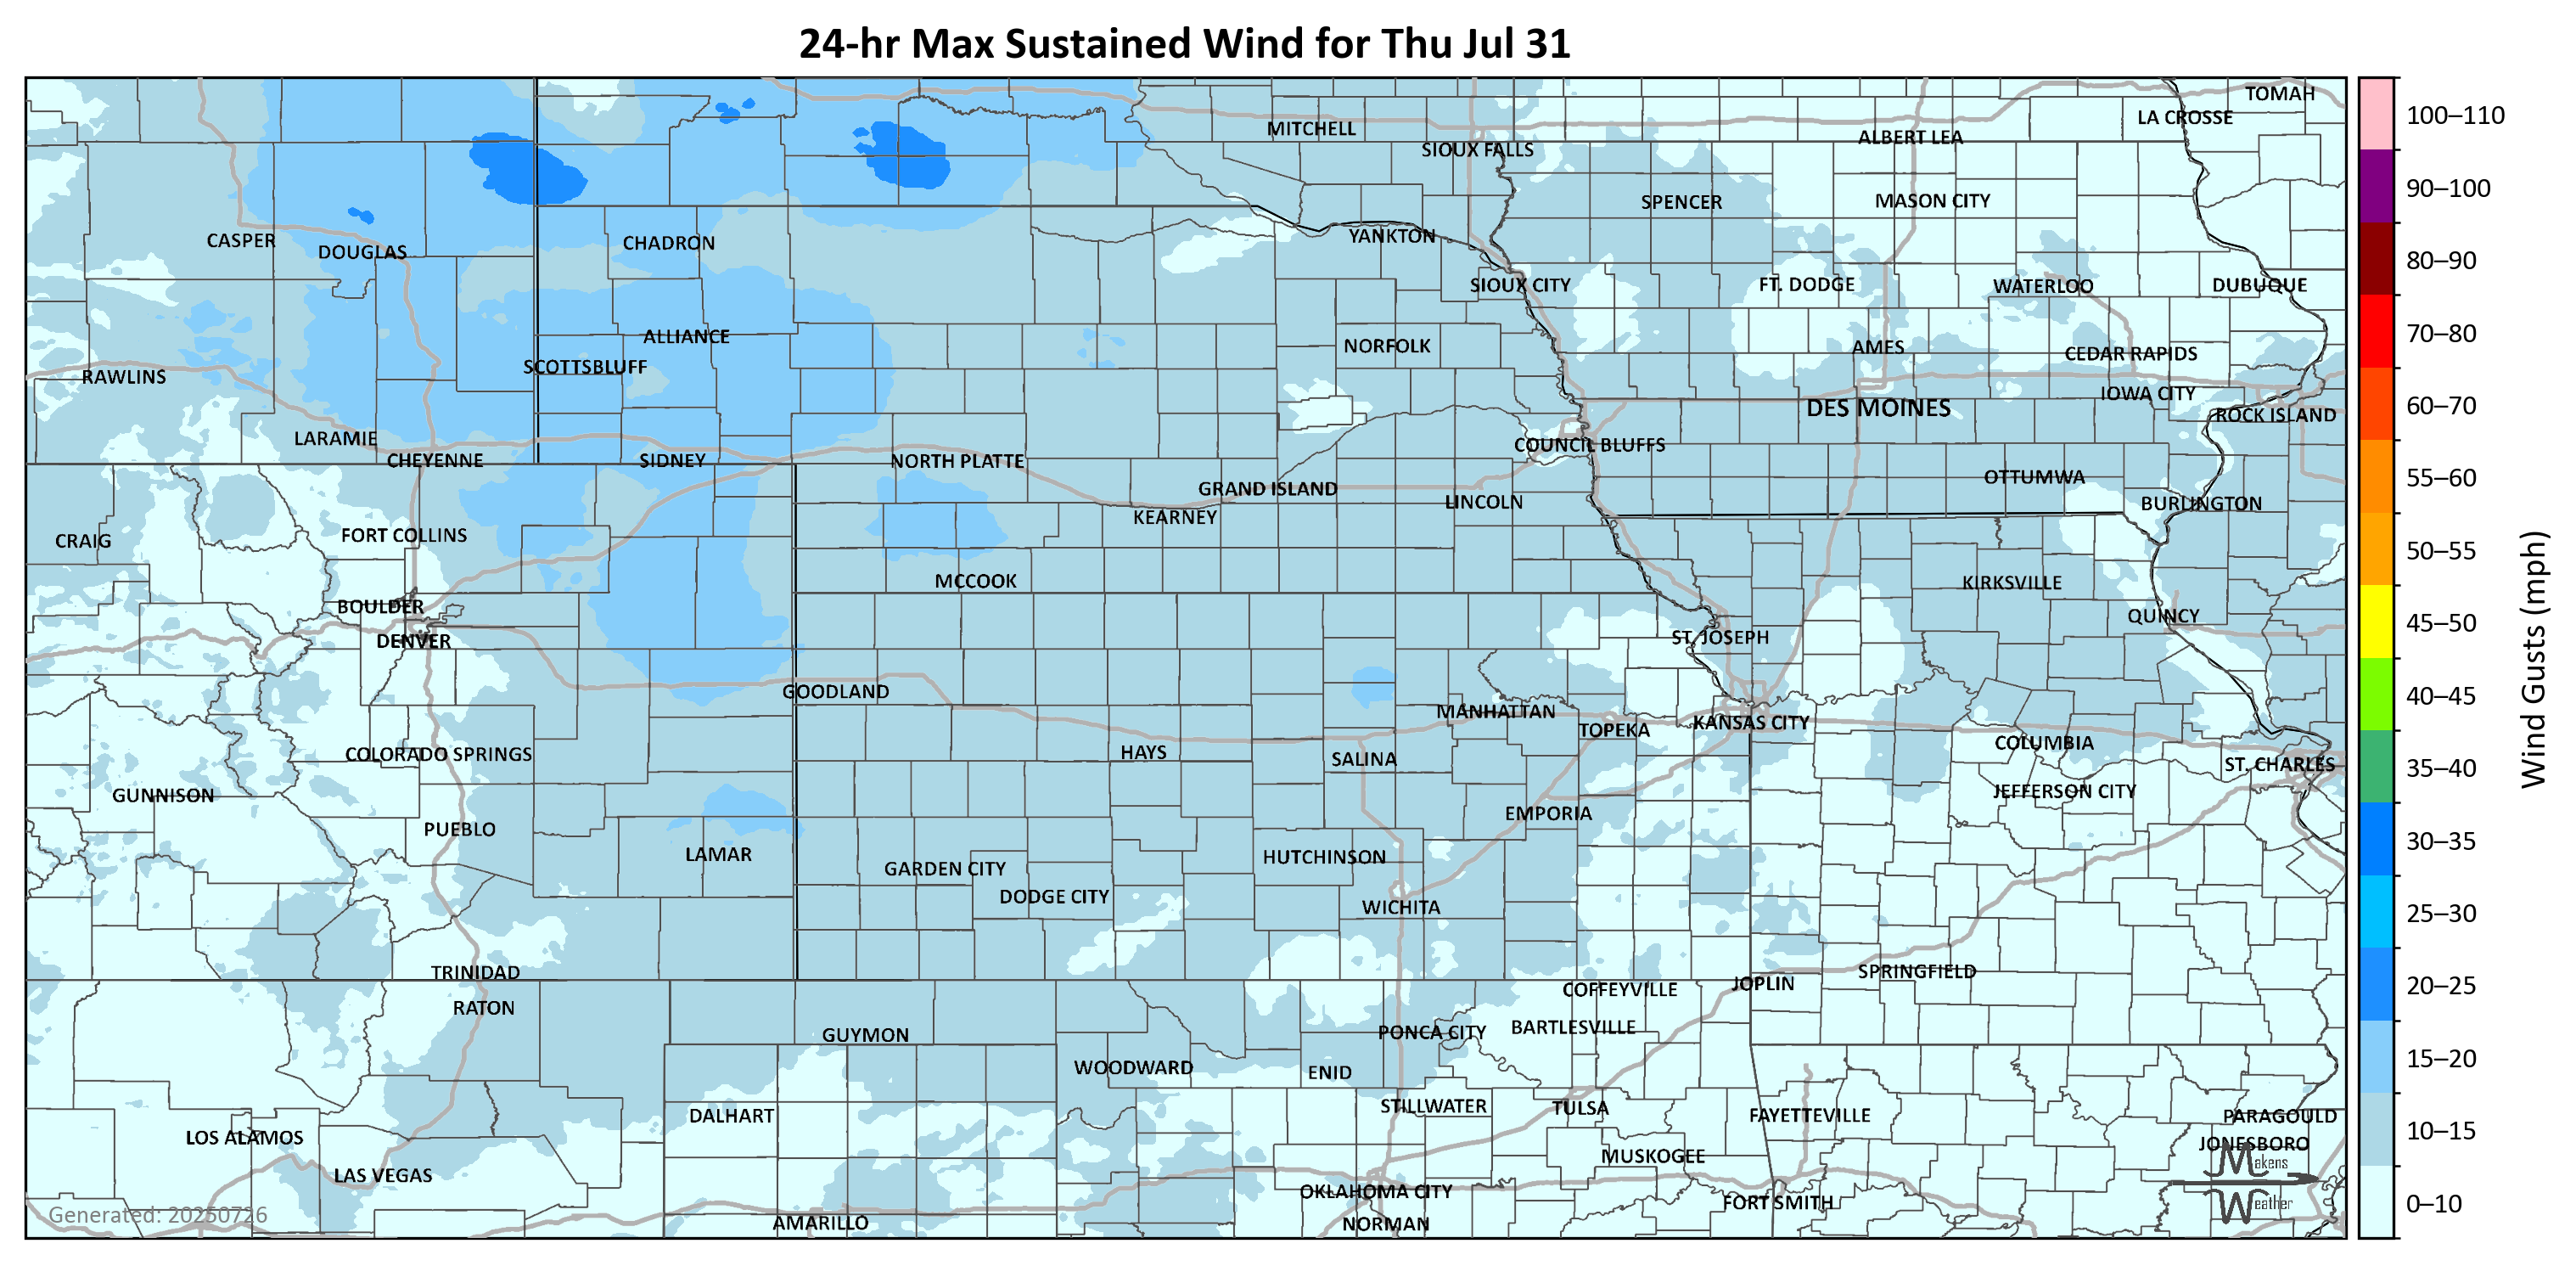 24-hr Max Sustained Wind for Thu Jul 31
TOMAH
LA CROSSE
MITCHELL
ALBERT LEA
SIOUX FALLS
SPENCER
MASON CITY
CASPER
DOUGLAS
CHADRON
YANKTON
SIOUX CITY
FT. DODGE
WATERLOO
DUBUQUE
ALLIANCE
NORFOLK
AMES
CEDAR RAPIDS
SCOTTSBLUFF
RAWLINS
IOWA CITY
DES MOINES
ROCK ISLAND
LARAMIE
COUNCIL BLUFFS
CHEYENNE
SIDNEY
NORTH PLATTE
OTTUMWA
GRAND ISLAND
LINCOLN
BURLINGTON
KEARNEY
CRAIG
FORT COLLINS
MCCOOK
KIRKSVILLE
BOULDER
QUINCY
DENVER
ST. JOSEPH
GOODLAND
MANHATTAN
TOPEKA
KANSAS CITY
COLORADO SPRINGS
HAYS
SALINA
COLUMBIA
ST. CHARLES
GUNNISON
JEFFERSON CITY
EMPORIA
PUEBLO
LAMAR
HUTCHINSON
GARDEN CITY
DODGE CITY
WICHITA
TRINIDAD
SPRINGFIELD
JOPLIN
COFFEYVILLE
RATON
GUYMON
PONCA CITY
BARTLESVILLE
WOODWARD
ENID
STILLWATER
TULSA
DALHART
FAYETTEVILLE
PARAGOULD
LOS ALAMOS
JONESBORO
MUSKOGEE
LAS VEGAS
OKLAHOMA CITY
FORT SMITH
AMARILLO
NORMAN
Generated: 20250726
Makens
Weather
100–110
90–100
80–90
70–80
60–70
55–60
50–55
45–50
40–45
35–40
30–35
25–30
20–25
15–20
10–15
0–10
Wind Gusts (mph)